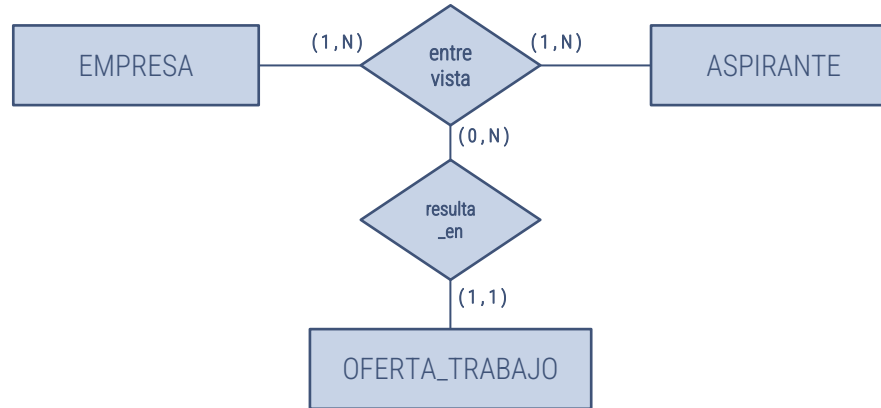 (1,N)
(1,N)
EMPRESA
entre
vista
ASPIRANTE
(0,N)
resulta
_en
(1,1)
OFERTA_TRABAJO